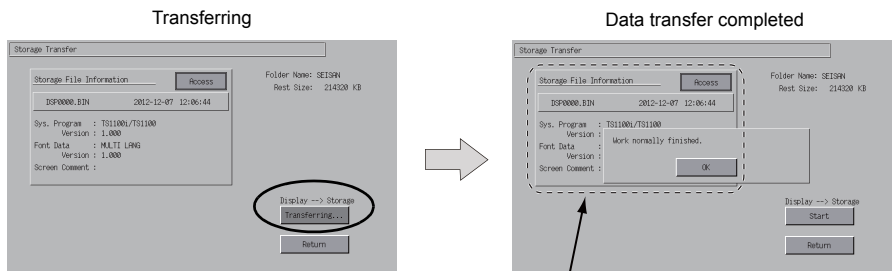 Transferring
Storage Transfer
Storage File Information
Access
DSP0000.BIN 2012-12-07 12:06:44
Sys. Program : TS1100i/TS1100
Version : 1.000
Font Data : MULTI LANG
Version : 1.000
Screen Comment :
Folder Name: SEISAN
Rest Size: 214320 KB
Display --> Storage
Transferring...
Return
Data transfer completed
Storage Transfer
Storage File Information
Access
DSP0000.BIN 2012-12-07 12:06:44
Sys. Program : TS1100i/TS1100
Version :
Font Data :
Version :
Screen Comment :
Work normally finished.
OK
Folder Name: SEISAN
Rest Size: 214320 KB
Display --> Storage
Start
Return